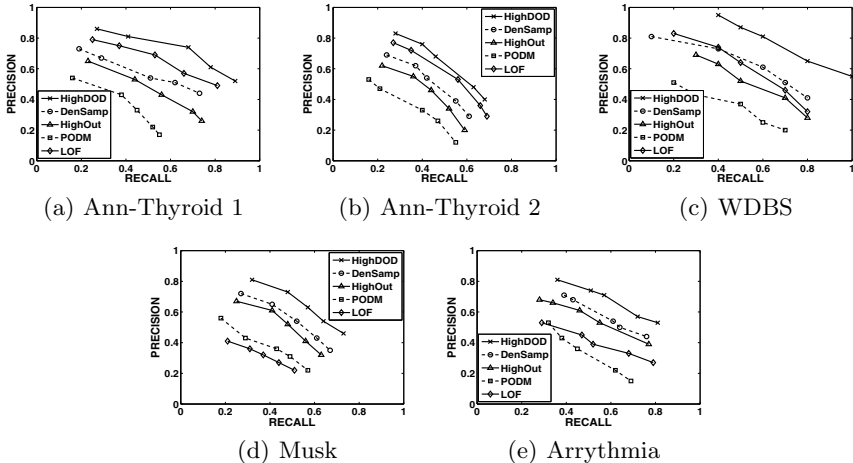 PRECISION
1
0.8
0.6
0.4
0.2
0
0 0.2 0.4 0.6 0.8 1
RECALL
HighDOD
DenSamp
HighOut
PODM
LOF
(a) Ann-Thyroid 1
PRECISION
1
0.8
0.6
0.4
0.2
0
0 0.2 0.4 0.6 0.8 1
RECALL
HighDOD
DenSamp
HighOut
PODM
LOF
(b) Ann-Thyroid 2
PRECISION
1
0.8
0.6
0.4
0.2
0
0 0.2 0.4 0.6 0.8 1
RECALL
HighDOD
DenSamp
HighOut
PODM
LOF
(c) WDBS
PRECISION
1
0.8
0.6
0.4
0.2
0
0 0.2 0.4 0.6 0.8 1
RECALL
HighDOD
DenSamp
HighOut
PODM
LOF
(d) Musk
PRECISION
1
0.8
0.6
0.4
0.2
0
0 0.2 0.4 0.6 0.8 1
RECALL
HighDOD
DenSamp
HighOut
PODM
LOF
(e) Arrythmia